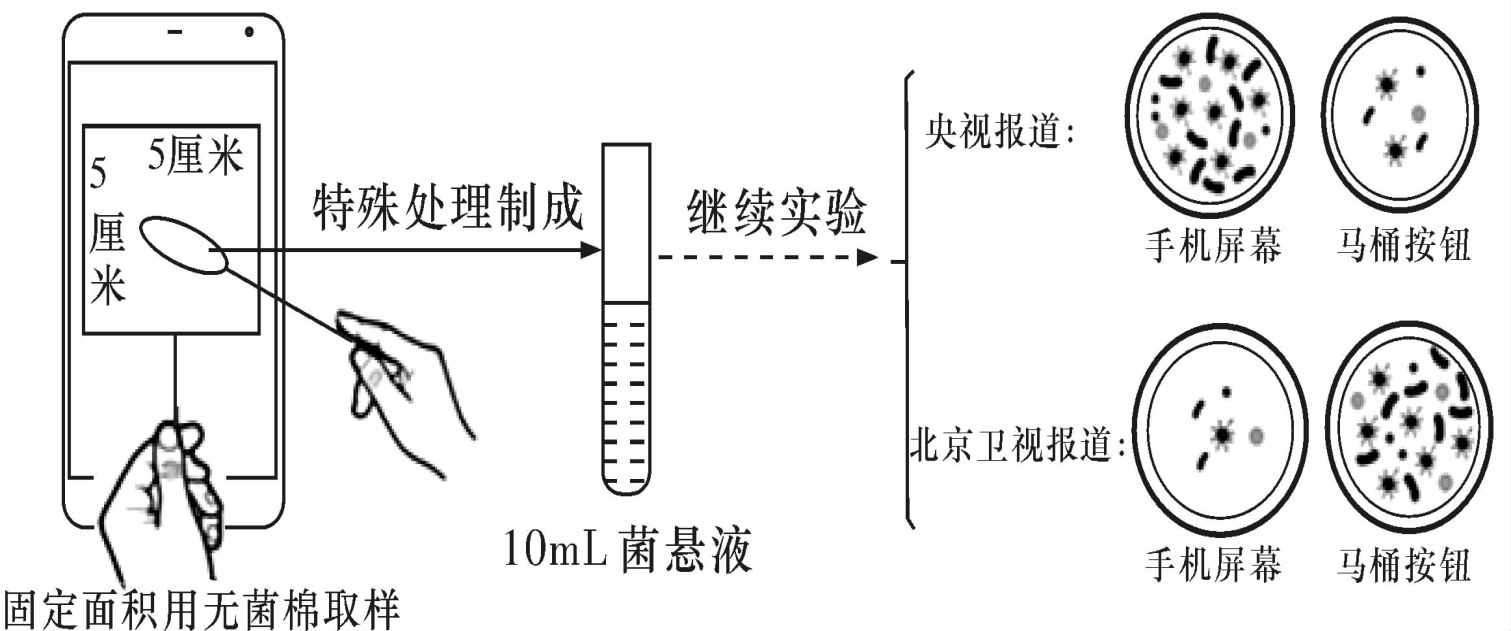 5厘米
5厘米
特殊处理制成
继续实验
央视报道：
手机屏幕
马桶按钮
北京卫视报道：
手机屏幕
马桶按钮
10mL菌悬液
固定面积用无菌棉取样